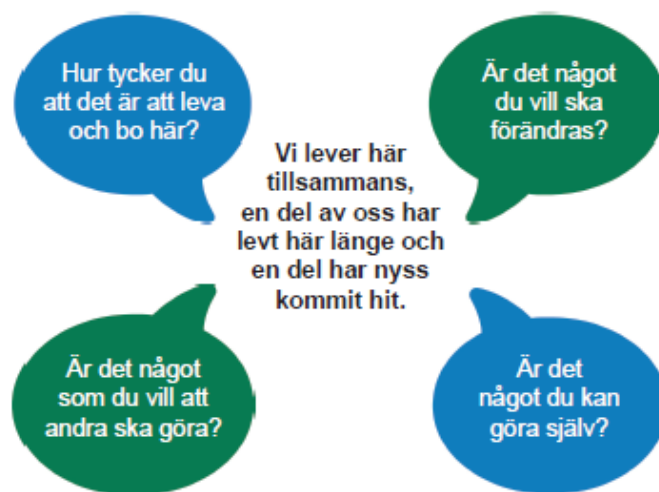 Hur tycker du
att det är att leva
och bo här?
Är det något
du vill ska
förändras?
Vi lever här
tillsammans,
en del av oss har
levt här länge och
en del har nyss
kommit hit.
Är det något
som du vill att
andra ska göra?
Är det
något du kan
göra själv?